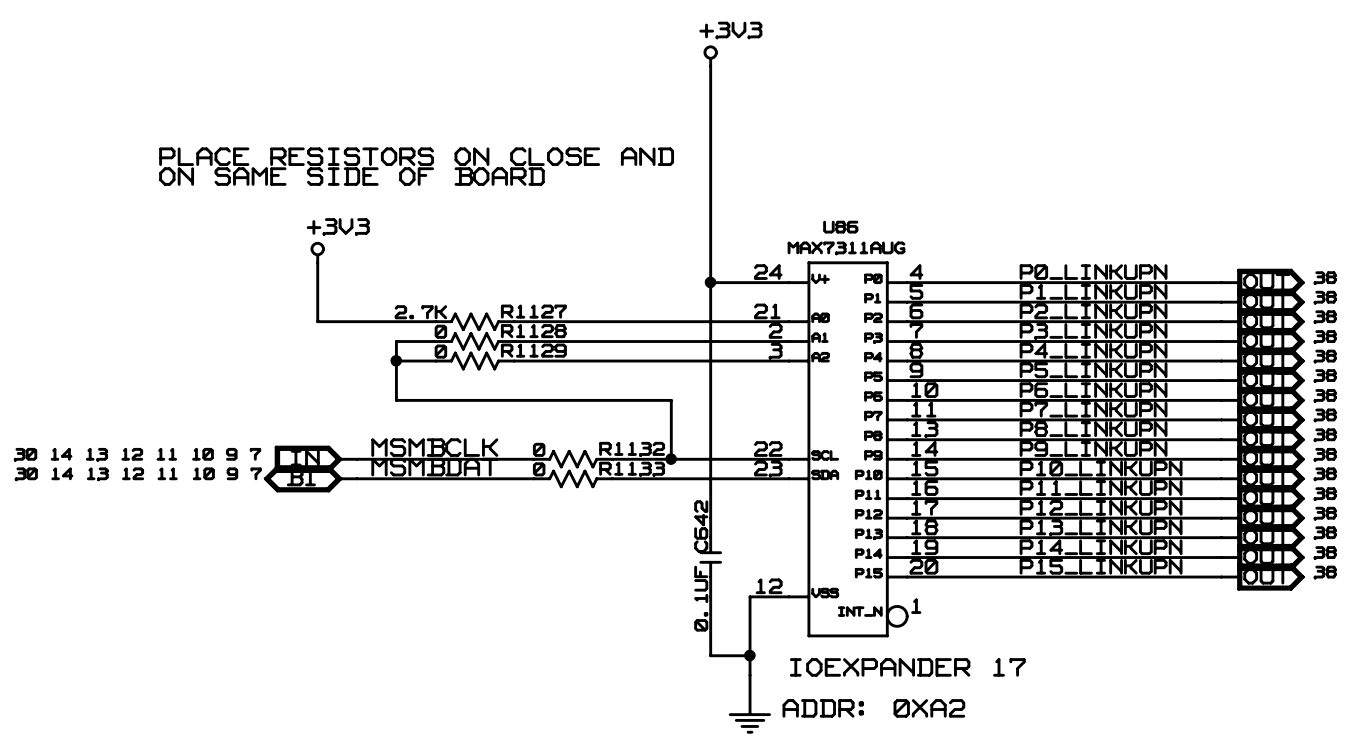 +3V3
PLACE RESISTORS ON CLOSE AND
ON SAME SIDE OF BOARD
+3V3
U86
MAX7311AUG
24 V+ P0 4 P0_LINKUPN OUT 38
P1 5 P1_LINKUPN OUT 38
2.7K R1127 21 A0 P2 6 P2_LINKUPN OUT 38
0 R1128 2 A1 P3 7 P3_LINKUPN OUT 38
0 R1129 3 A2 P4 8 P4_LINKUPN OUT 38
P5 9 P5_LINKUPN OUT 38
P6 10 P6_LINKUPN OUT 38
P7 11 P7_LINKUPN OUT 38
P8 13 P8_LINKUPN OUT 38
30 14 13 12 11 10 9 7 IN MSMBCLK 0 R1132 22 SCL P9 14 P9_LINKUPN OUT 38
30 14 13 12 11 10 9 7 BI MSMBDAT 0 R1133 23 SDA P10 15 P10_LINKUPN OUT 38
P11 16 P11_LINKUPN OUT 38
P12 17 P12_LINKUPN OUT 38
P13 18 P13_LINKUPN OUT 38
P14 19 P14_LINKUPN OUT 38
P15 20 P15_LINKUPN OUT 38
0.1UF C642
12 VSS
INT_N 1
IOEXPANDER 17
ADDR: 0XA2